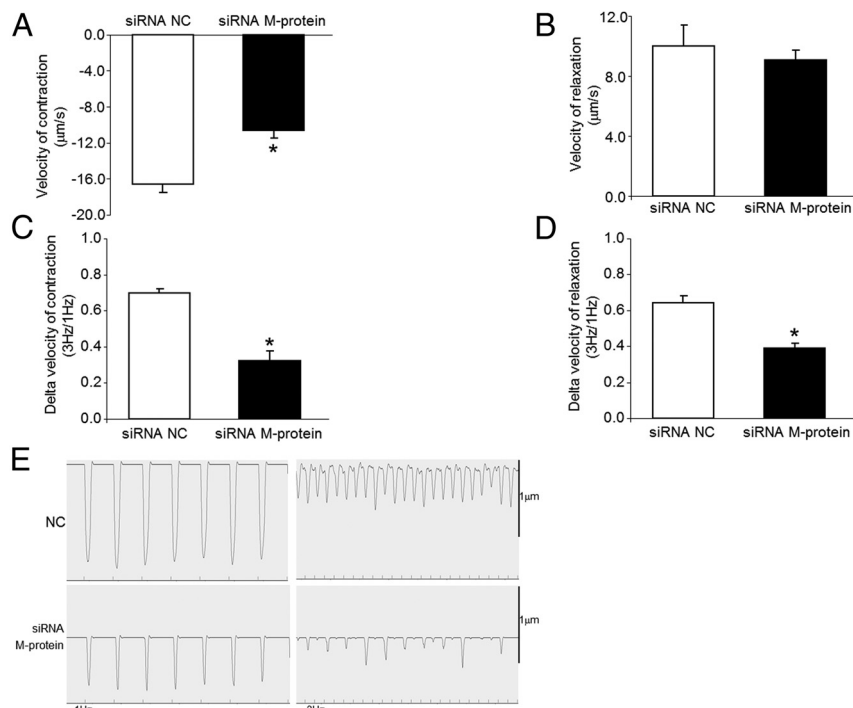 A
siRNA NC siRNA M-protein
0.0
-4.0
-8.0
-12.0
-16.0
-20.0
Velocity of contraction
(μm/s)
*
B
12.0
8.0
4.0
0.0
Velocity of relaxation
(μm/s)
siRNA NC siRNA M-protein
C
1.0
0.8
0.6
0.4
0.2
0.0
Delta velocity of contraction
(3Hz/1Hz)
*
siRNA NC siRNA M-protein
D
1.0
0.8
0.6
0.4
0.2
0.0
Delta velocity of relaxation
(3Hz/1Hz)
*
siRNA NC siRNA M-protein
E
NC
1μm
siRNA
M-protein
1μm